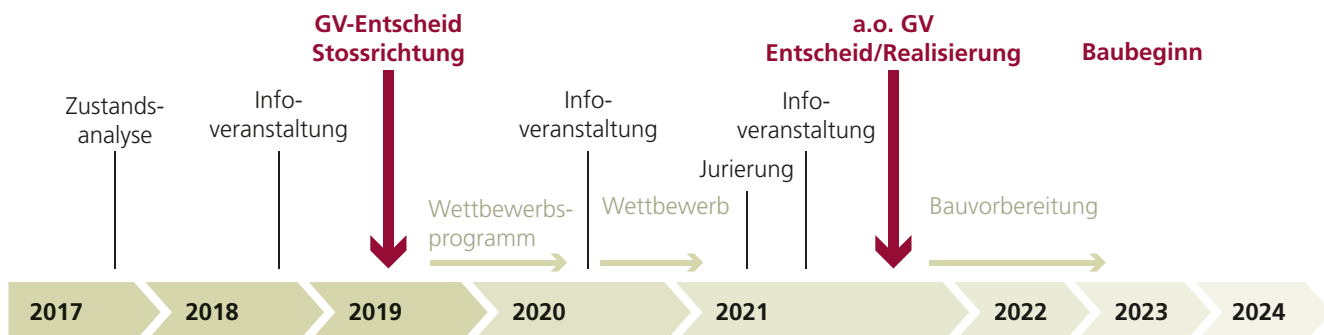 GV-Entscheid
Stossrichtung
a.o. GV
Entscheid/Realisierung
Baubeginn
Zustands-
analyse
Info-
veranstaltung
Info-
veranstaltung
Info-
veranstaltung
Jurierung
Wettbewerbs-
programm
Wettbewerb
Bauvorbereitung
2017
2018
2019
2020
2021
2022
2023
2024